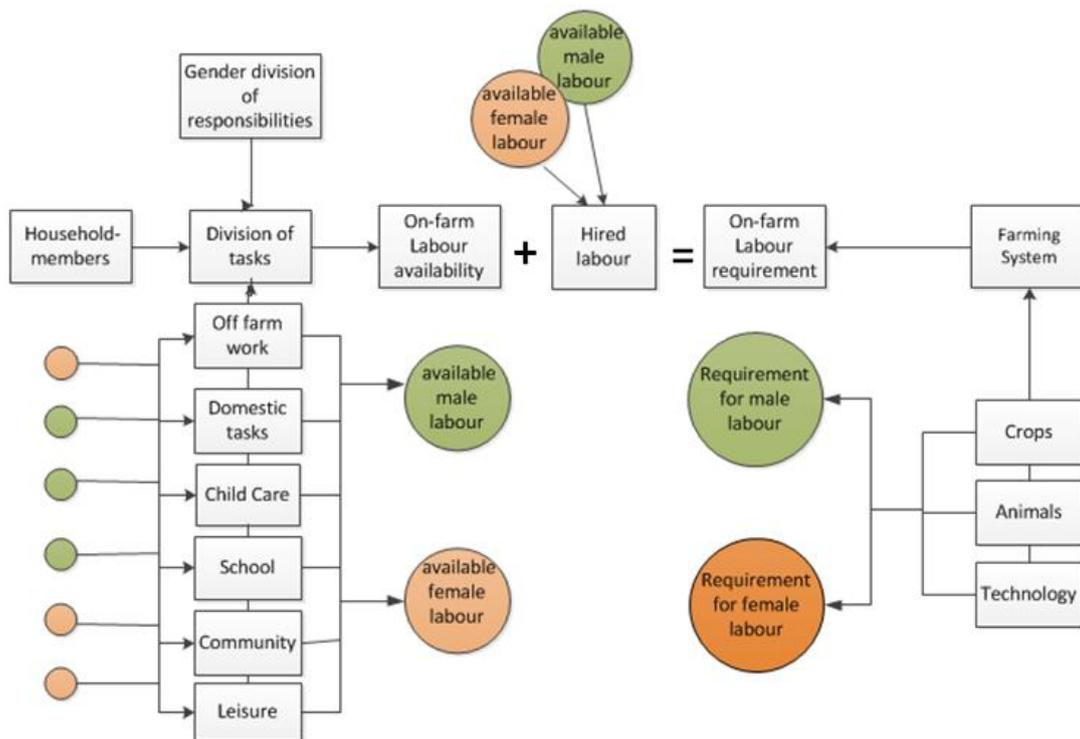 Gender division
of
responsibilities
available
male
labour
available
female
labour
Household-
members
Division of
tasks
On-farm
Labour
availability
+
Hired
labour
=
On-farm
Labour
requirement
Farming
System
Off farm
work
Domestic
tasks
Child Care
School
Community
Leisure
available
male
labour
available
female
labour
Requirement
for male
labour
Requirement
for female
labour
Crops
Animals
Technology